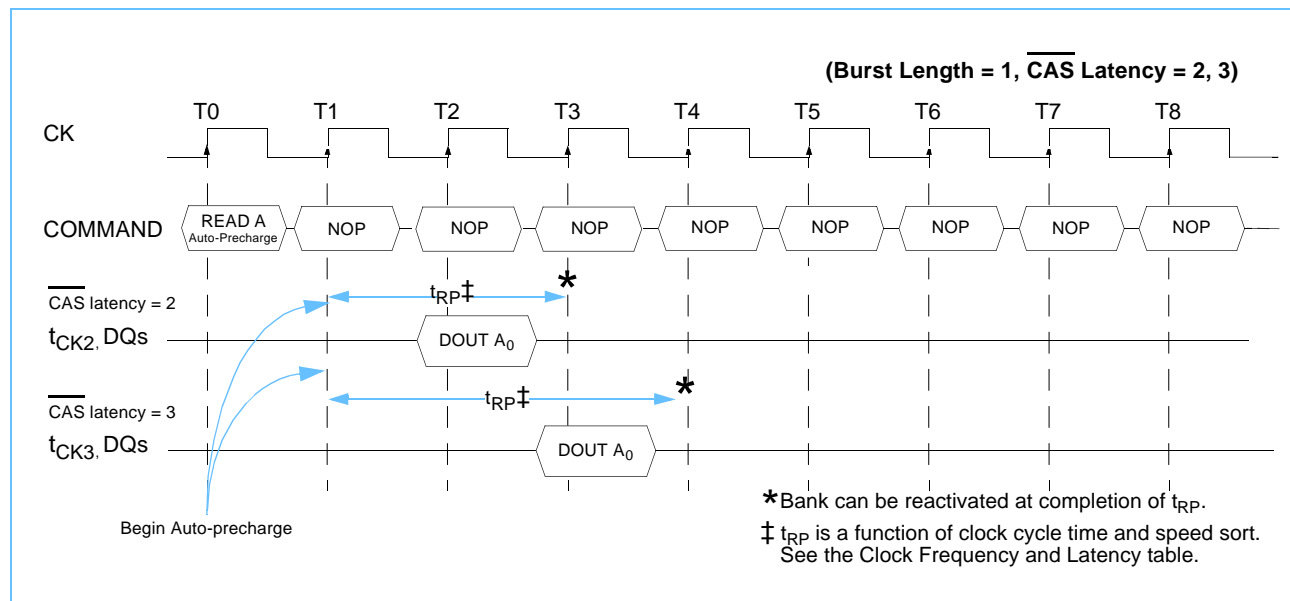 (Burst Length = 1, CAS Latency = 2, 3)
T0 T1 T2 T3 T4 T5 T6 T7 T8
CK
COMMAND
READ A
Auto-Precharge
NOP NOP NOP NOP NOP NOP NOP NOP
*
CAS latency = 2
tRP‡
tCK2, DQs
DOUT A0
*
CAS latency = 3
tRP‡
tCK3, DQs
DOUT A0
Begin Auto-precharge
* Bank can be reactivated at completion of tRP.
‡ tRP is a function of clock cycle time and speed sort.
See the Clock Frequency and Latency table.